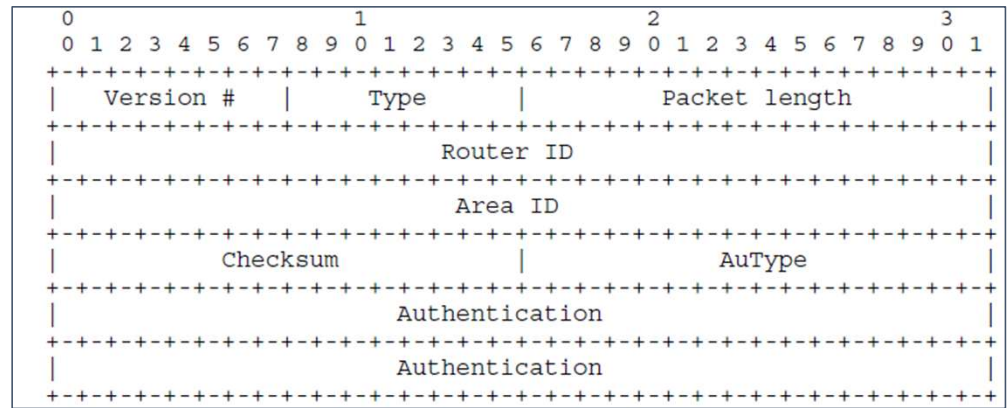 0                   1                   2                   3
0 1 2 3 4 5 6 7 8 9 0 1 2 3 4 5 6 7 8 9 0 1 2 3 4 5 6 7 8 9 0 1
+-+-+-+-+-+-+-+-+-+-+-+-+-+-+-+-+-+-+-+-+-+-+-+-+-+-+-+-+-+-+-+-+
|   Version #   |     Type      |         Packet length         |
+-+-+-+-+-+-+-+-+-+-+-+-+-+-+-+-+-+-+-+-+-+-+-+-+-+-+-+-+-+-+-+-+
|                          Router ID                            |
+-+-+-+-+-+-+-+-+-+-+-+-+-+-+-+-+-+-+-+-+-+-+-+-+-+-+-+-+-+-+-+-+
|                           Area ID                             |
+-+-+-+-+-+-+-+-+-+-+-+-+-+-+-+-+-+-+-+-+-+-+-+-+-+-+-+-+-+-+-+-+
|           Checksum            |             AuType            |
+-+-+-+-+-+-+-+-+-+-+-+-+-+-+-+-+-+-+-+-+-+-+-+-+-+-+-+-+-+-+-+-+
|                       Authentication                          |
+-+-+-+-+-+-+-+-+-+-+-+-+-+-+-+-+-+-+-+-+-+-+-+-+-+-+-+-+-+-+-+-+
|                       Authentication                          |
+-+-+-+-+-+-+-+-+-+-+-+-+-+-+-+-+-+-+-+-+-+-+-+-+-+-+-+-+-+-+-+-+